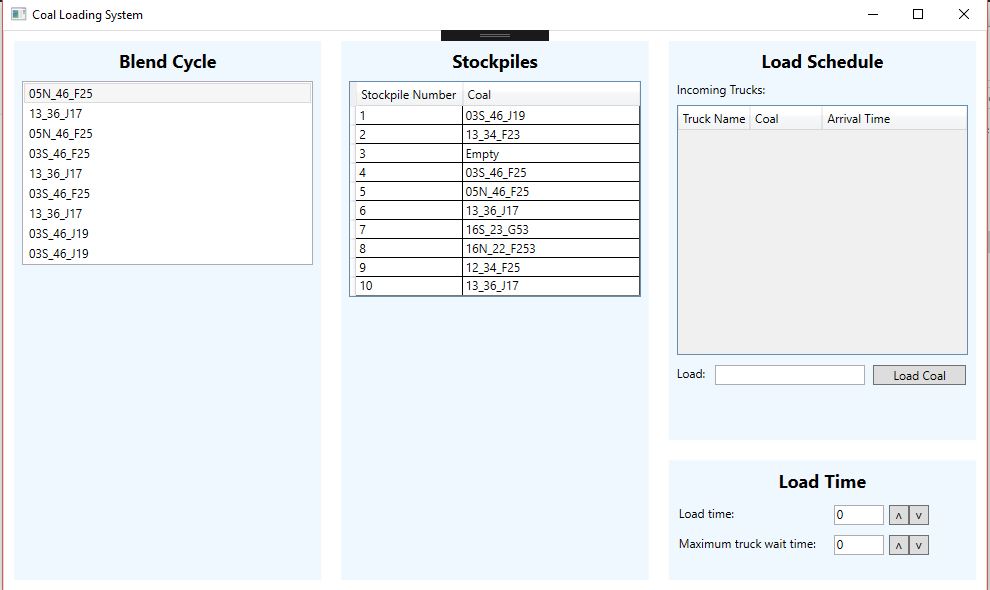 Coal Loading System
Blend Cycle
05N_46_F25
13_36_J17
05N_46_F25
03S_46_F25
13_36_J17
03S_46_F25
13_36_J17
03S_46_J19
03S_46_J19
Stockpiles
Stockpile Number Coal
1 03S_46_J19
2 13_34_F23
3 Empty
4 03S_46_F25
5 05N_46_F25
6 13_36_J17
7 16S_23_G53
8 16N_22_F253
9 12_34_F25
10 13_36_J17
Load Schedule
Incoming Trucks:
Truck Name Coal Arrival Time
Load: Load Coal
Load Time
Load time: 0
Maximum truck wait time: 0